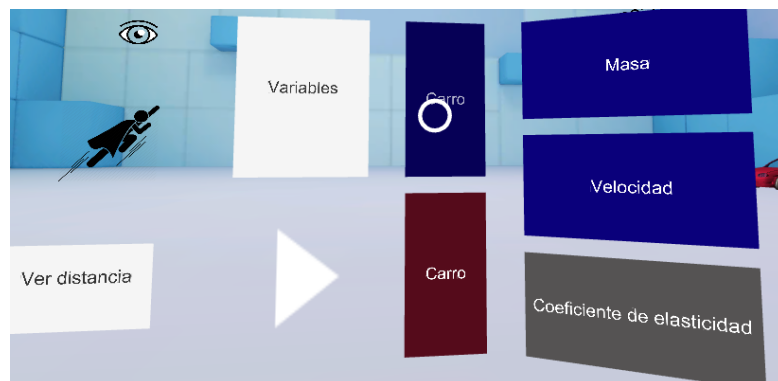 Variables
Carro
Masa
Velocidad
Ver distancia
Carro
Coeficiente de elasticidad